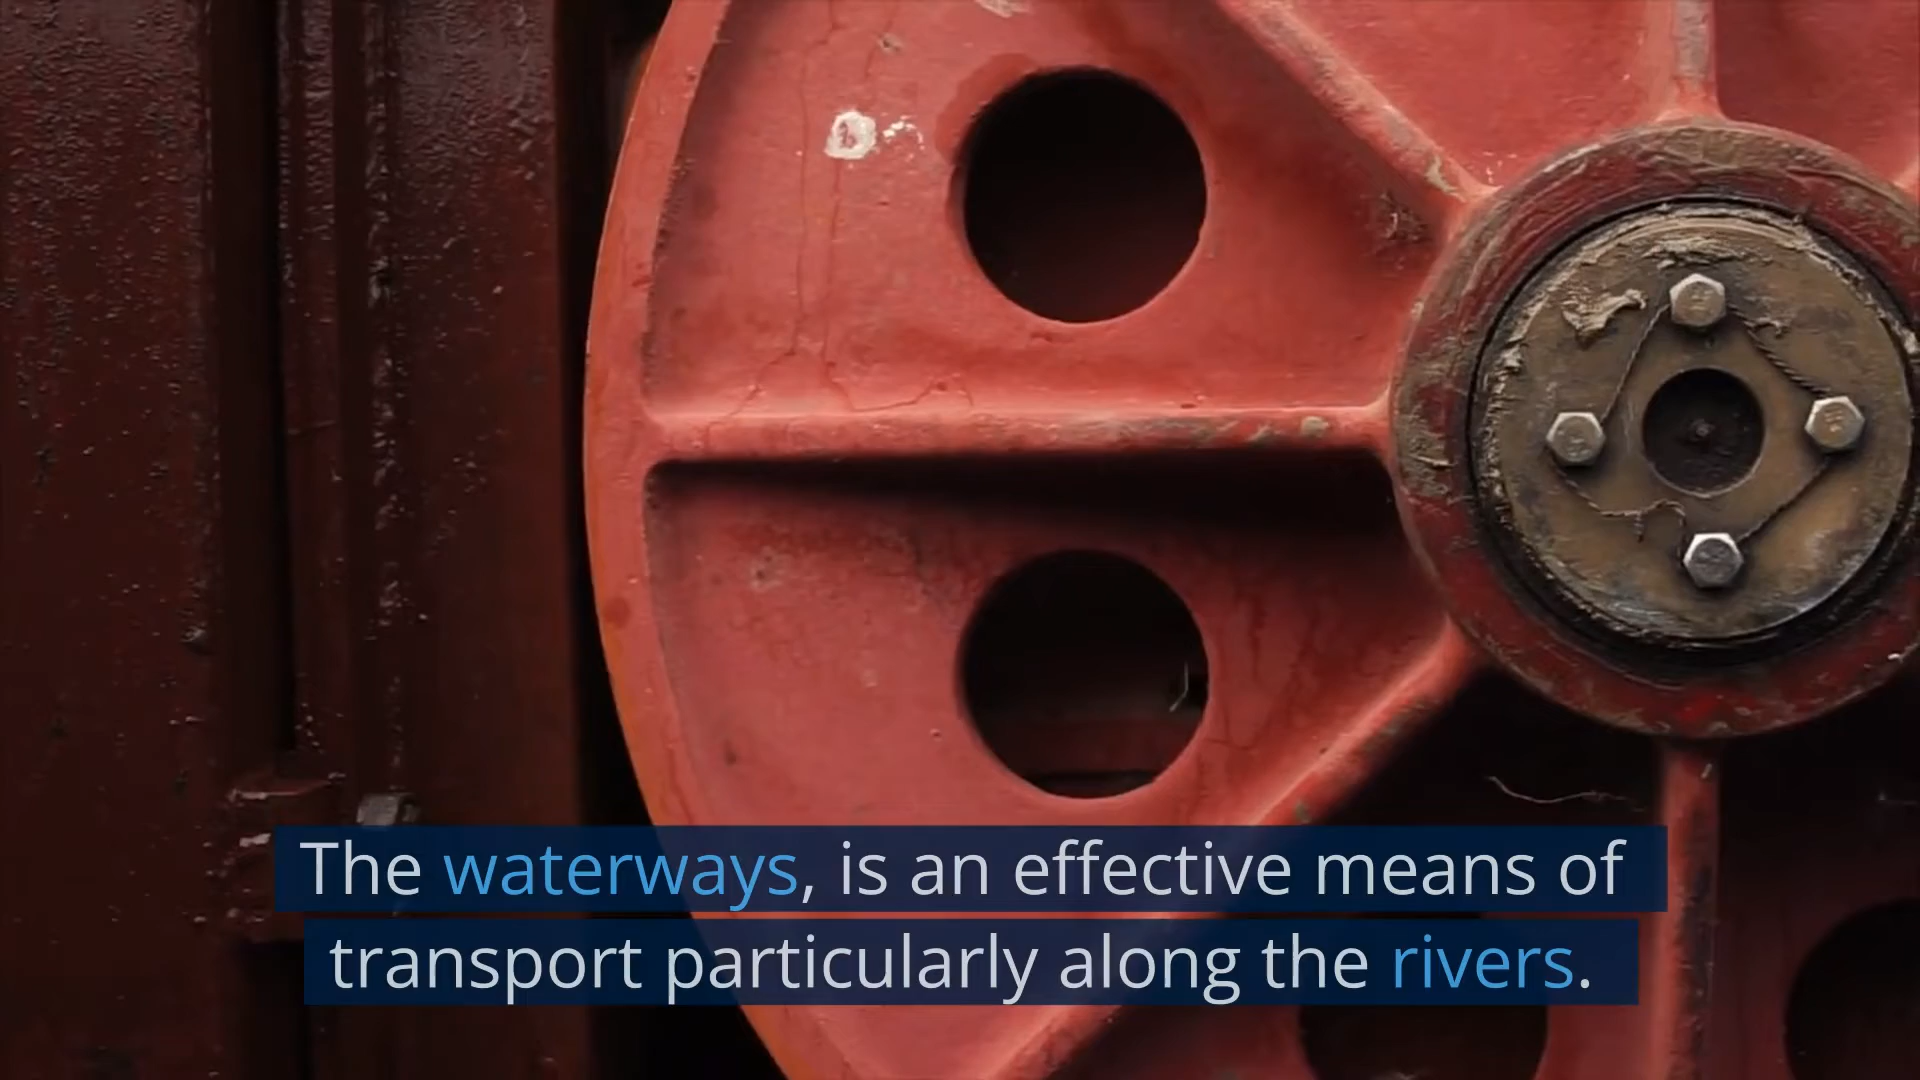 The waterways, is an effective means of
transport particularly along the rivers.